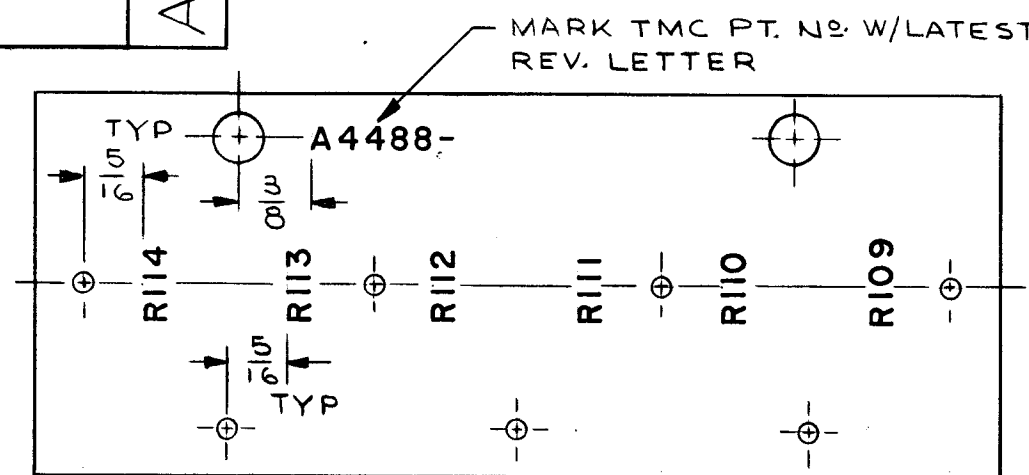 A
MARK TMC PT. Nº. W/LATEST
REV. LETTER
TYP
A4488-
5/16
3/8
R114
R113
R112
R111
R110
R109
5/16
TYP